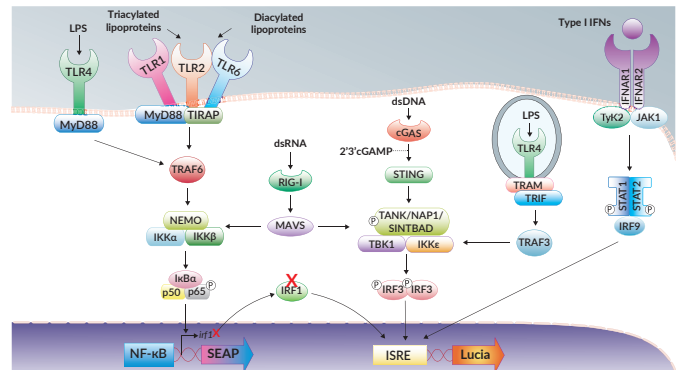 Triacylated
lipoproteins
Diacylated
lipoproteins
Type I IFNs
LPS
TLR4
TLR1
TLR2
TLR6
IFNAR1
IFNAR2
MyD88
MyD88
TIRAP
dsDNA
cGAS
LPS
TLR4
TyK2
JAK1
dsRNA
2'3'cGAMP
TRAF6
RIG-I
STING
TRAM
TRIF
STAT1
STAT2
P
P
NEMO
IKKα
IKKβ
MAVS
P
TANK/NAP1/
SINTBAD
TBK1
IKKε
TRAF3
IRF9
IκBα
p50
p65
P
X
IRF1
P
P
IRF3
IRF3
irf1
X
NF-κB
SEAP
ISRE
Lucia